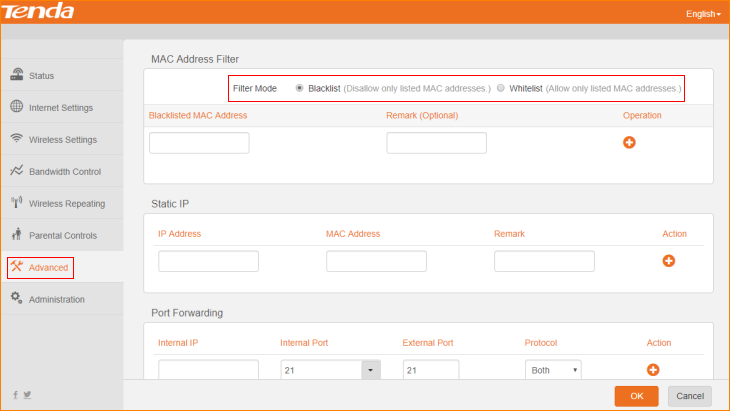 Tenda
English
Status
Internet Settings
Wireless Settings
Bandwidth Control
Wireless Repeating
Parental Controls
Advanced
Administration
MAC Address Filter
Filter Mode Blacklist (Disallow only listed MAC addresses.) Whitelist (Allow only listed MAC addresses.)
Blacklisted MAC Address Remark (Optional) Operation
Static IP
IP Address MAC Address Remark Action
Port Forwarding
Internal IP Internal Port External Port Protocol Action
21 21 Both
OK Cancel